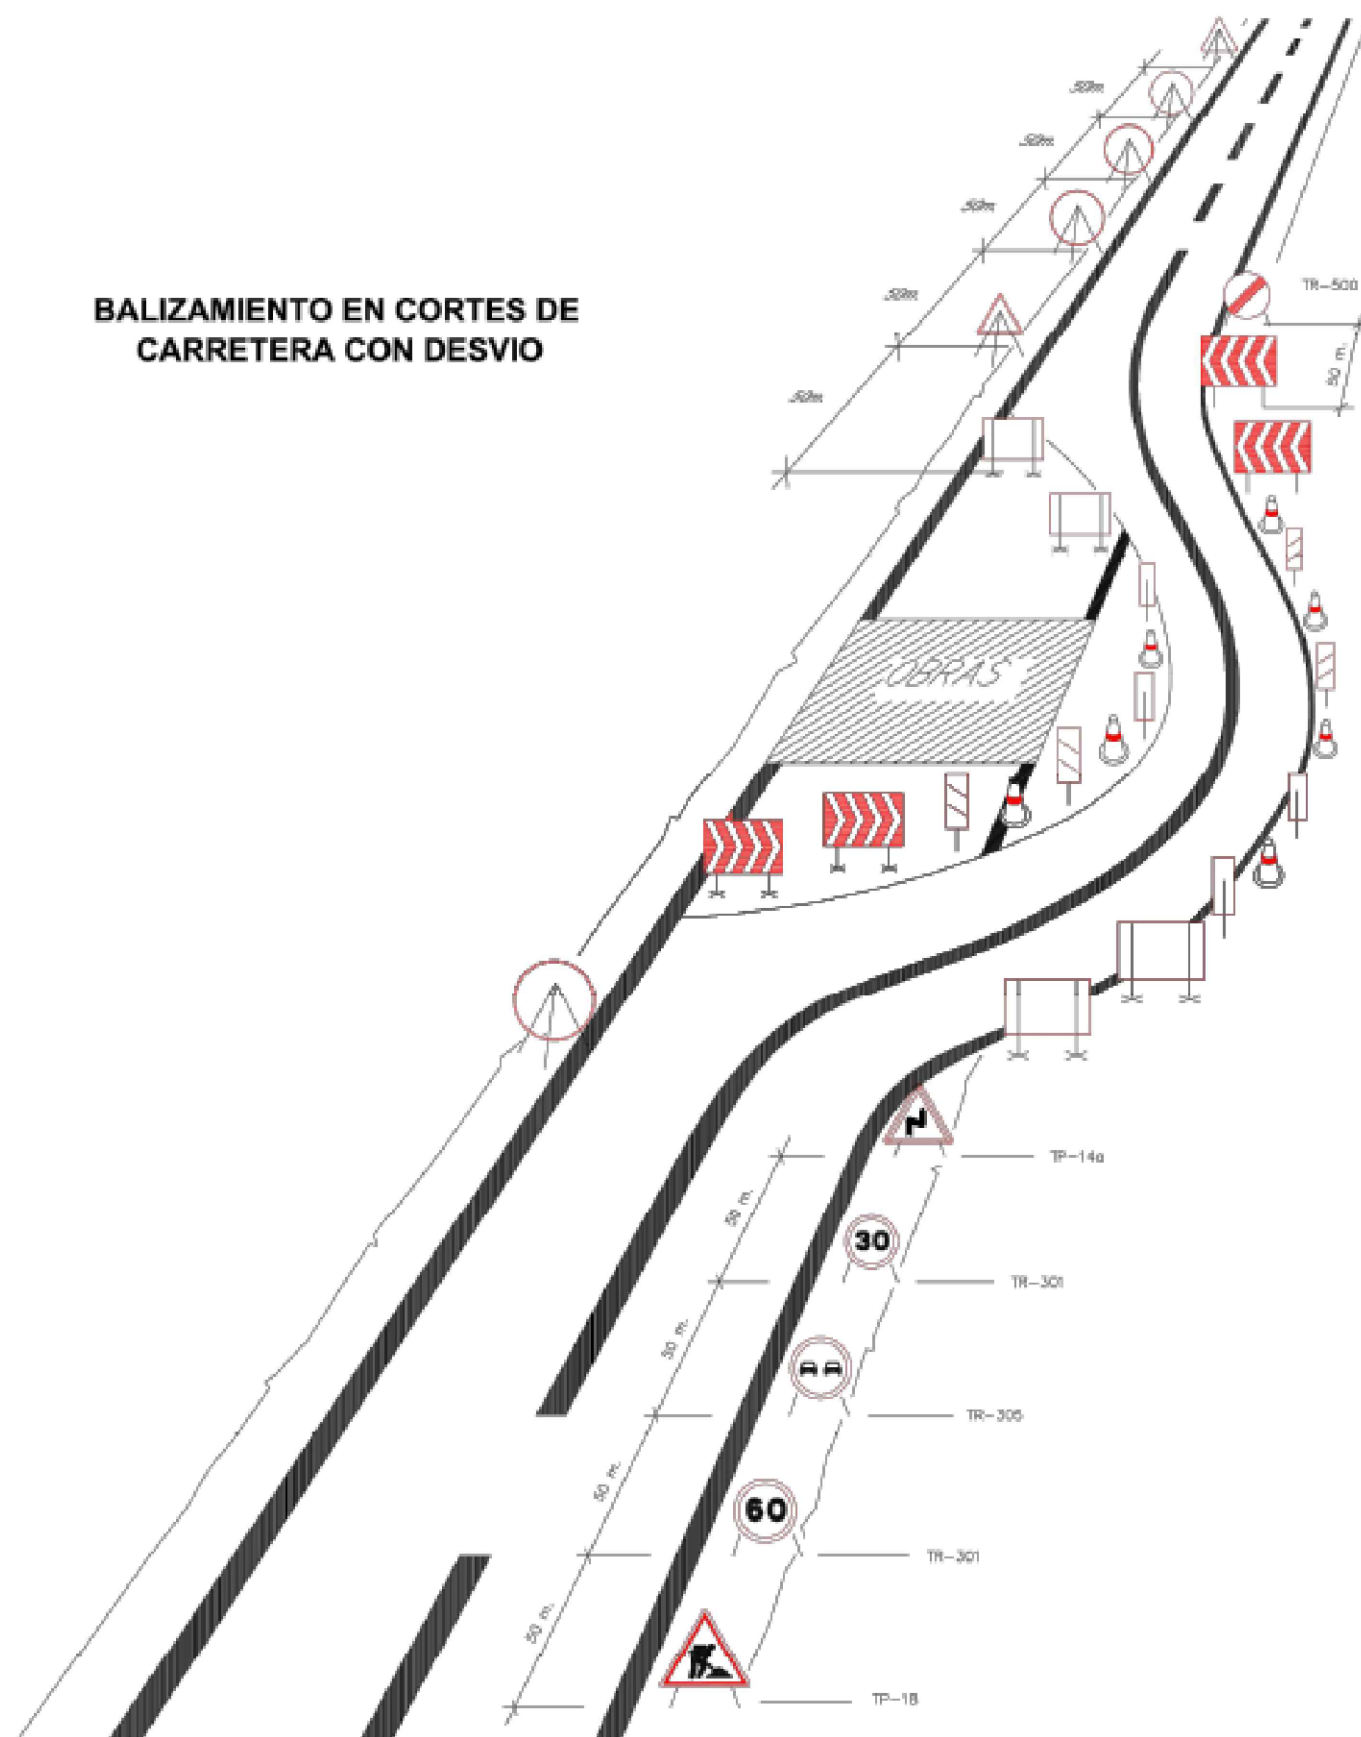 50m.
50m.
50m.
50m.
50m.
BALIZAMIENTO EN CORTES DE
CARRETERA CON DESVIO
TR-500
50 m.
OBRAS
TP-14a
50 m.
30
TR-301
30 m.
TR-305
50 m.
60
TR-301
50 m.
TP-18